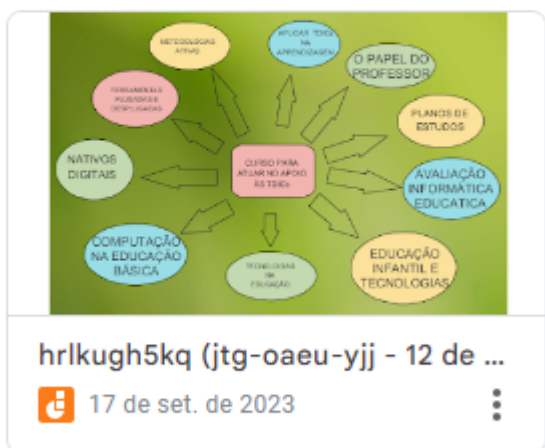 METODOLOGIAS
ATIVAS
APLICAR TDICS
NA
APRENDIZAGEM
O PAPEL DO
PROFESSOR
FERRAMENTAS
PLUGADAS E
DESPLUGADAS
PLANOS DE
ESTUDOS
NATIVOS
DIGITAIS
CURSO PARA
ATUAR NO APOIO
ÀS TDICs
AVALIAÇÃO
INFORMÁTICA
EDUCATICA
COMPUTAÇÃO
NA EDUCAÇÃO
BÁSICA
TECNOLOGIAS
NA
EDUCAÇÃO
EDUCAÇÃO
INFANTIL E
TECNOLOGIAS
hrlkugh5kq (jtg-oaeu-yjj - 12 de ...
17 de set. de 2023